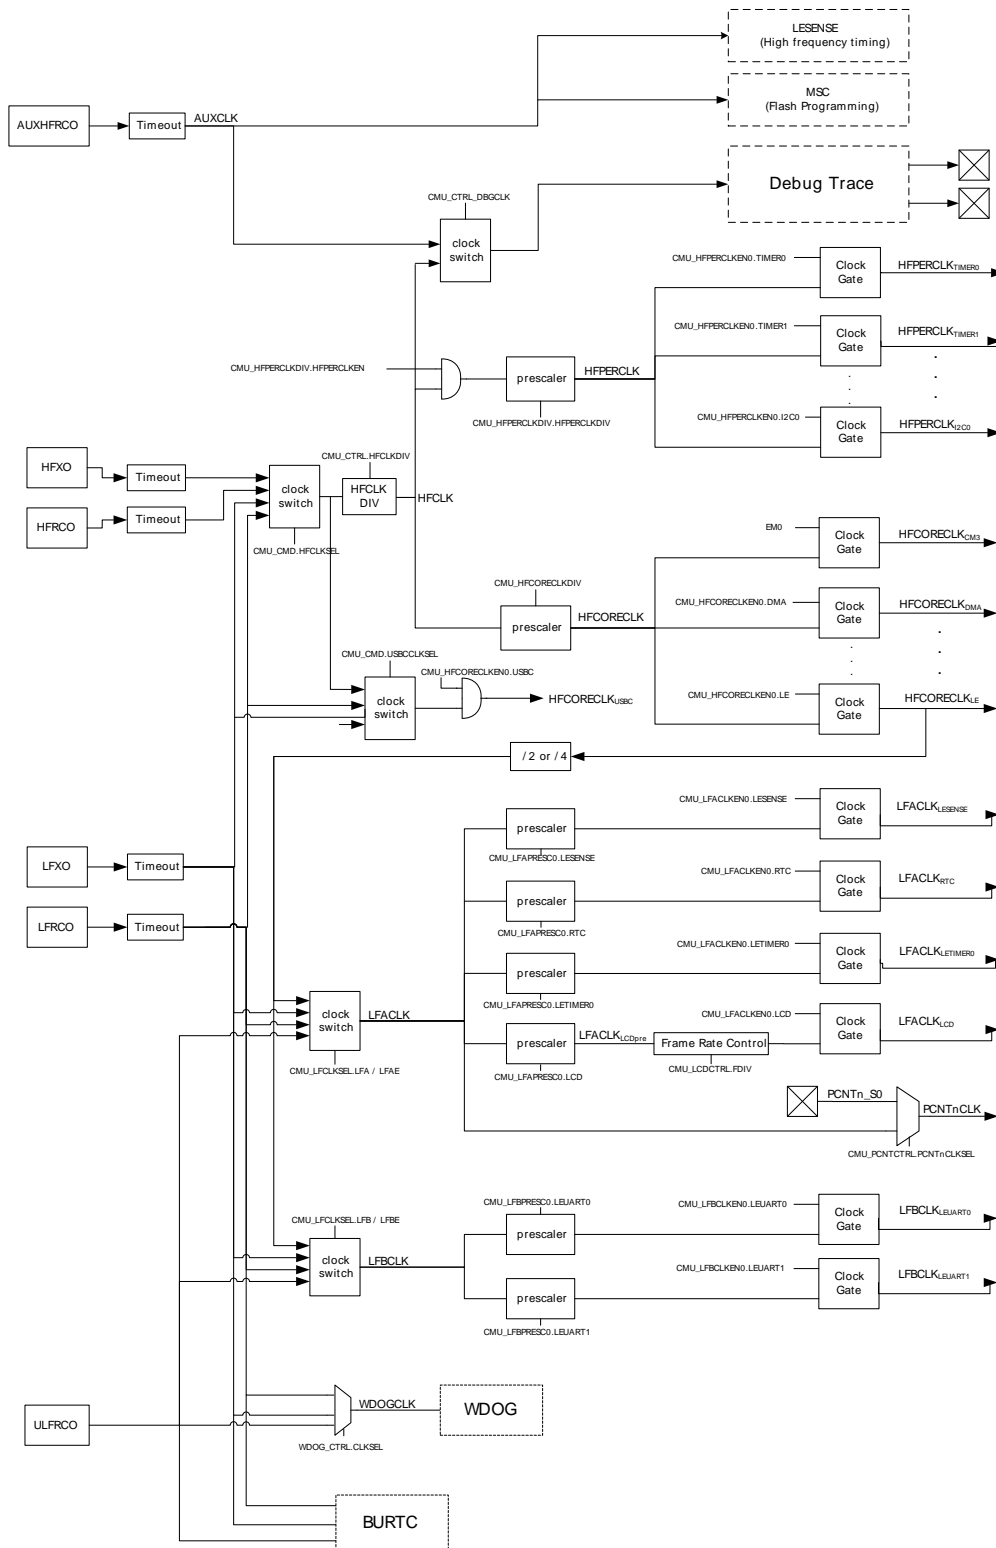 LESENSE
(High frequency timing)
MSC
(Flash Programming)
AUXHFRCO
Timeout
AUXCLK
Debug Trace
CMU_CTRL_DBGCLK
clock
switch
CMU_HFPERCLKEN0.TIMER0
Clock
Gate
HFPERCLKTIMER0
CMU_HFPERCLKEN0.TIMER1
Clock
Gate
HFPERCLKTIMER1
CMU_HFPERCLKDIV.HFPERCLKEN
prescaler
HFPERCLK
CMU_HFPERCLKDIV.HFPERCLKDIV
CMU_HFPERCLKEN0.I2C0
Clock
Gate
HFPERCLKI2C0
HFXO
Timeout
HFRCO
Timeout
clock
switch
CMU_CMD.HFCLKSEL
CMU_CTRL.HFCLKDIV
HFCLK
DIV
HFCLK
EM0
Clock
Gate
HFCORECLKCM3
CMU_HFCORECLKDIV
prescaler
HFCORECLK
CMU_HFCORECLKEN0.DMA
Clock
Gate
HFCORECLKDMA
CMU_CMD.USBCCLKSEL
CMU_HFCORECLKEN0.USBC
clock
switch
HFCORECLKUSBC
CMU_HFCORECLKEN0.LE
Clock
Gate
HFCORECLKLE
/ 2 or / 4
CMU_LFACLKEN0.LESENSE
Clock
Gate
LFACLKLESENSE
prescaler
CMU_LFAPRESC0.LESENSE
LFXO
Timeout
CMU_LFACLKEN0.RTC
Clock
Gate
LFACLKRTC
prescaler
CMU_LFAPRESC0.RTC
LFRCO
Timeout
CMU_LFACLKEN0.LETIMER0
Clock
Gate
LFACLKLETIMER0
prescaler
CMU_LFAPRESC0.LETIMER0
clock
switch
LFACLK
CMU_LFCLKSEL.LFA / LFAE
CMU_LFACLKEN0.LCD
Clock
Gate
LFACLKLCD
prescaler
LFACLKLCDpre
Frame Rate Control
CMU_LFAPRESC0.LCD
CMU_LCDCTRL.FDIV
PCNTn_S0
PCNTnCLK
CMU_PCNTCTRL.PCNTnCLKSEL
CMU_LFCLKSEL.LFB / LFBE
clock
switch
LFBCLK
CMU_LFBPRESC0.LEUART0
prescaler
CMU_LFBCLKEN0.LEUART0
Clock
Gate
LFBCLKLEUART0
CMU_LFBCLKEN0.LEUART1
Clock
Gate
LFBCLKLEUART1
prescaler
CMU_LFBPRESC0.LEUART1
ULFRCO
WDOGCLK
WDOG
WDOG_CTRL.CLKSEL
BURTC